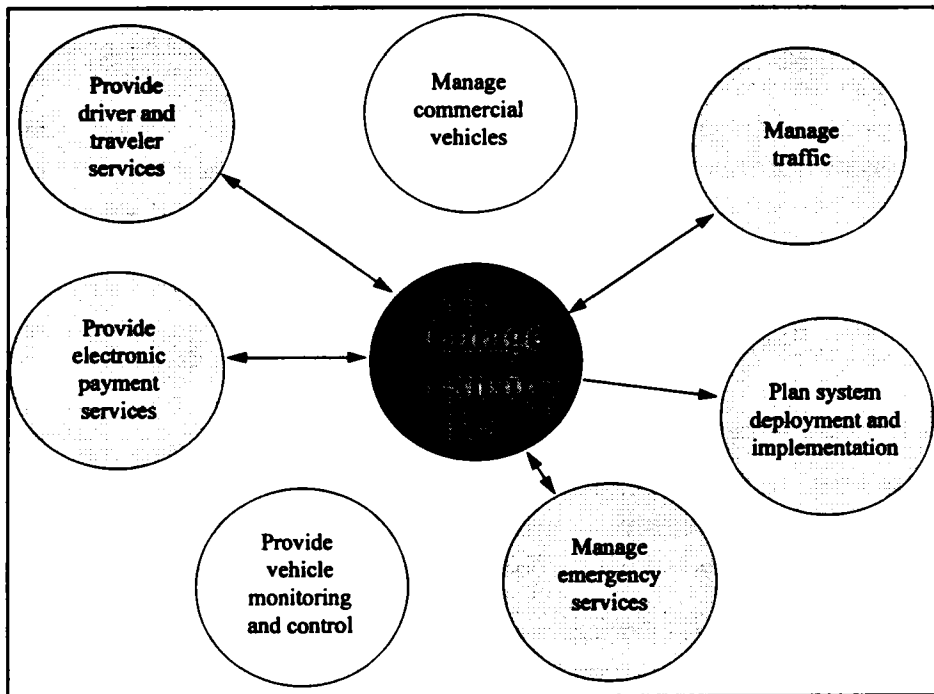 Provide
driver and
traveler
services
Manage
commercial
vehicles
Manage
traffic
Provide
electronic
payment
services
Plan system
deployment and
implementation
Provide
vehicle
monitoring
and control
Manage
emergency
services